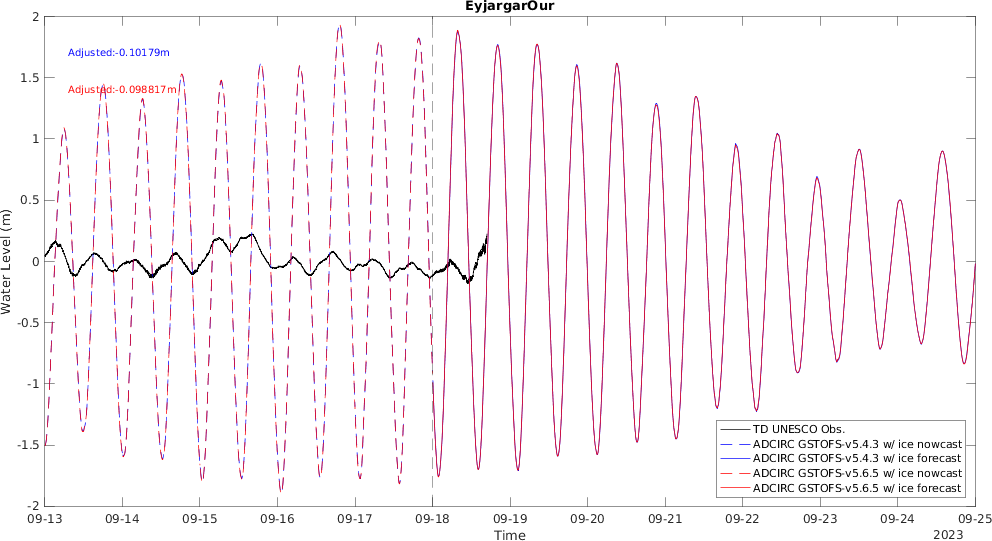 EyjargarOur
2
1.5
1
0.5
0
-0.5
-1
-1.5
-2
Water Level (m)
Adjusted:-0.10179m
Adjusted:-0.098817m
TD UNESCO Obs.
ADCIRC GSTOFS-v5.4.3 w/ ice nowcast
ADCIRC GSTOFS-v5.4.3 w/ ice forecast
ADCIRC GSTOFS-v5.6.5 w/ ice nowcast
ADCIRC GSTOFS-v5.6.5 w/ ice forecast
09-13 09-14 09-15 09-16 09-17 09-18 09-19 09-20 09-21 09-22 09-23 09-24 09-25
Time
2023